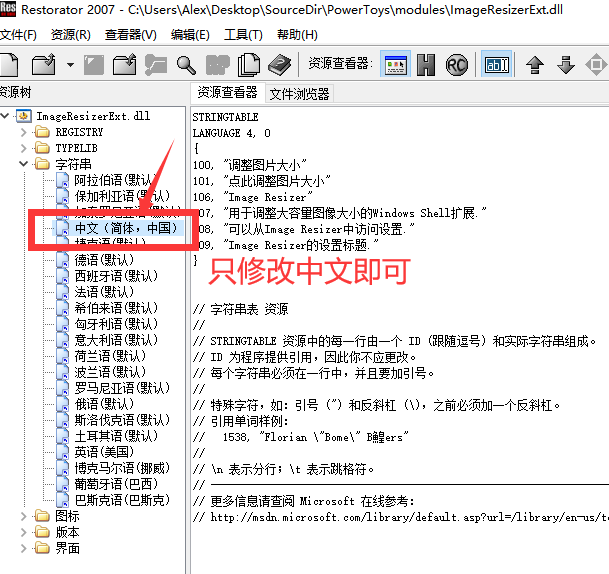 Restorator 2007 - C:\Users\Alex\Desktop\SourceDir\PowerToys\modules\ImageResizerExt.dll
文件(F) 资源(R) 查看器(V) 编辑(E) 工具(T) 帮助(H)
资源查看器:
资源树
资源查看器 文件浏览器
ImageResizerExt.dll
REGISTRY
TYPELIB
字符串
阿拉伯语(默认)
保加利亚语(默认)
中文（简体，中国）
捷克语(默认)
德语(默认)
西班牙语(默认)
法语(默认)
希伯来语(默认)
匈牙利语(默认)
意大利语(默认)
荷兰语(默认)
波兰语(默认)
罗马尼亚语(默认)
俄语(默认)
斯洛伐克语(默认)
土耳其语(默认)
英语(美国)
博克马尔语(挪威)
葡萄牙语(巴西)
巴斯克语(巴斯克)
图标
版本
界面
STRINGTABLE
LANGUAGE 4, 0
{
100, "调整图片大小"
101, "点此调整图片大小"
106, "Image Resizer"
07, "用于调整大容量图像大小的Windows Shell扩展."
08, "可以从Image Resizer中访问设置."
09, "Image Resizer的设置标题."
}
只修改中文即可
// 字符串表 资源
//
// STRINGTABLE 资源中的每一行由一个 ID (跟随逗号) 和实际字符串组成。
// ID 为程序提供引用，因此你不应更改。
// 每个字符串必须在一行中，并且要加引号。
//
// 特殊字符，如：引号 (") 和反斜杠 (\)，之前必须加一个反斜杠。
// 引用单词样例:
// 1538, "Florian \"Bome\" B鰉ers"
//
// \n 表示分行；\t 表示跳格符。
//
// 更多信息请查阅 Microsoft 在线参考:
// http://msdn.microsoft.com/library/default.asp?url=/library/en-us/t